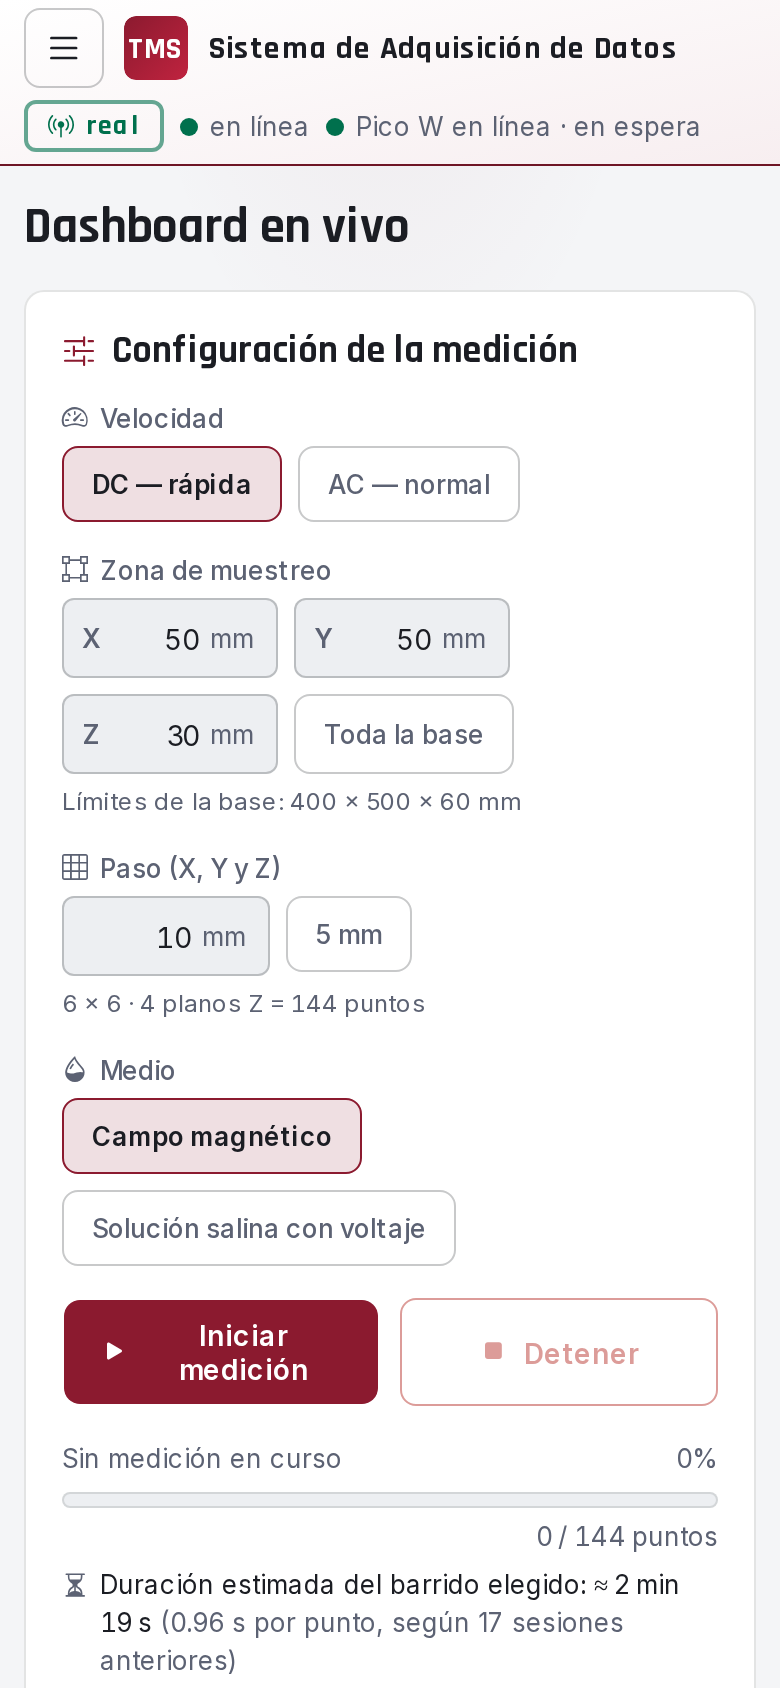 TMS Sistema de Adquisición de Datos
real en línea Pico W en línea · en espera
Dashboard en vivo
Configuración de la medición
Velocidad
DC — rápida AC — normal
Zona de muestreo
X 50 mm Y 50 mm
Z 30 mm Toda la base
Límites de la base: 400 × 500 × 60 mm
Paso (X, Y y Z)
10 mm 5 mm
6 × 6 · 4 planos Z = 144 puntos
Medio
Campo magnético
Solución salina con voltaje
Iniciar
medición
Detener
Sin medición en curso 0%
0 / 144 puntos
Duración estimada del barrido elegido: ≈ 2 min
19 s (0.96 s por punto, según 17 sesiones
anteriores)